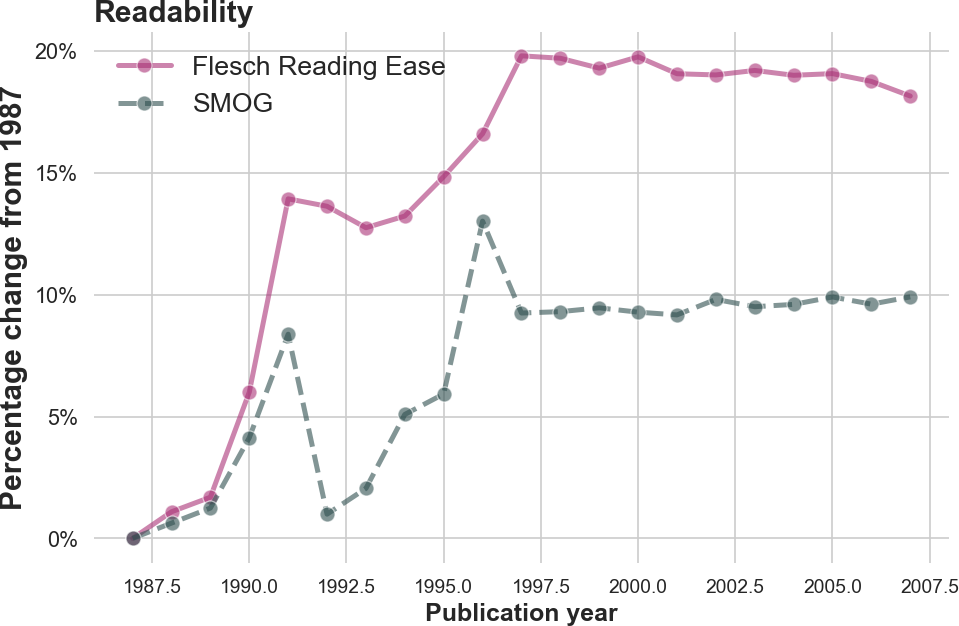 Readability
Flesch Reading Ease
SMOG
Percentage change from 1987
20%
15%
10%
5%
0%
1987.5 1990.0 1992.5 1995.0 1997.5 2000.0 2002.5 2005.0 2007.5
Publication year